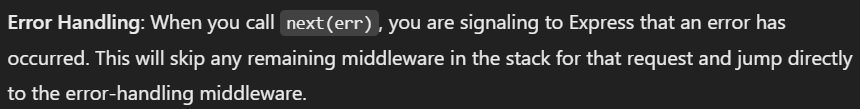 Error Handling: When you call next(err), you are signaling to Express that an error has
occurred. This will skip any remaining middleware in the stack for that request and jump directly
to the error-handling middleware.